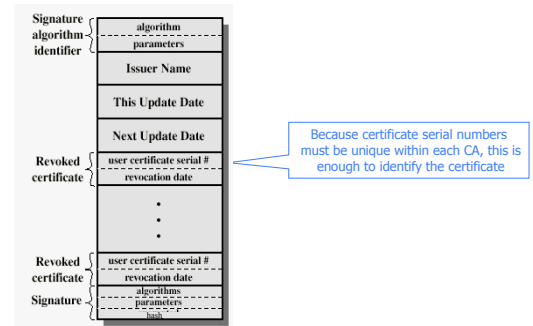 Signature
algorithm
identifier
algorithm
parameters
Issuer Name
This Update Date
Next Update Date
Revoked
certificate
user certificate serial #
revocation date
Because certificate serial numbers
must be unique within each CA, this is
enough to identify the certificate
Revoked
certificate
user certificate serial #
revocation date
Signature
algorithms
parameters
hash